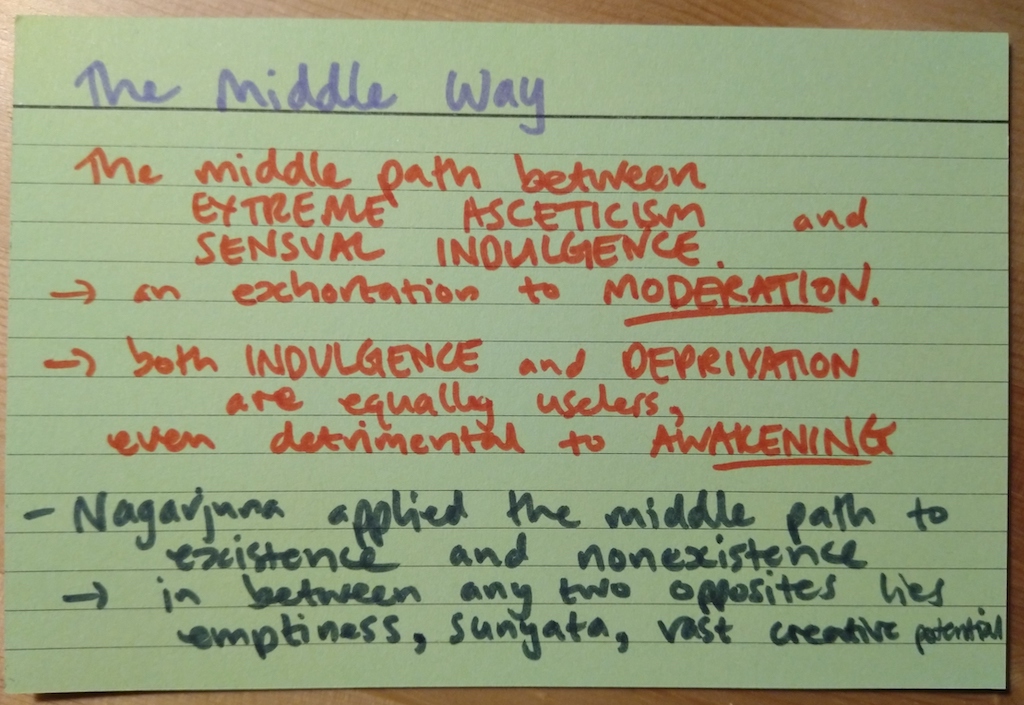 The Middle Way
The middle path between
EXTREME ASCETICISM and
SENSUAL INDULGENCE.
→ an exhortation to MODERATION.
→ both INDULGENCE and DEPRIVATION
are equally useless,
even detrimental to AWAKENING
- Nagarjuna applied the middle path to
existence and nonexistence
→ in between any two opposites lies
emptiness, sunyata, vast creative potential